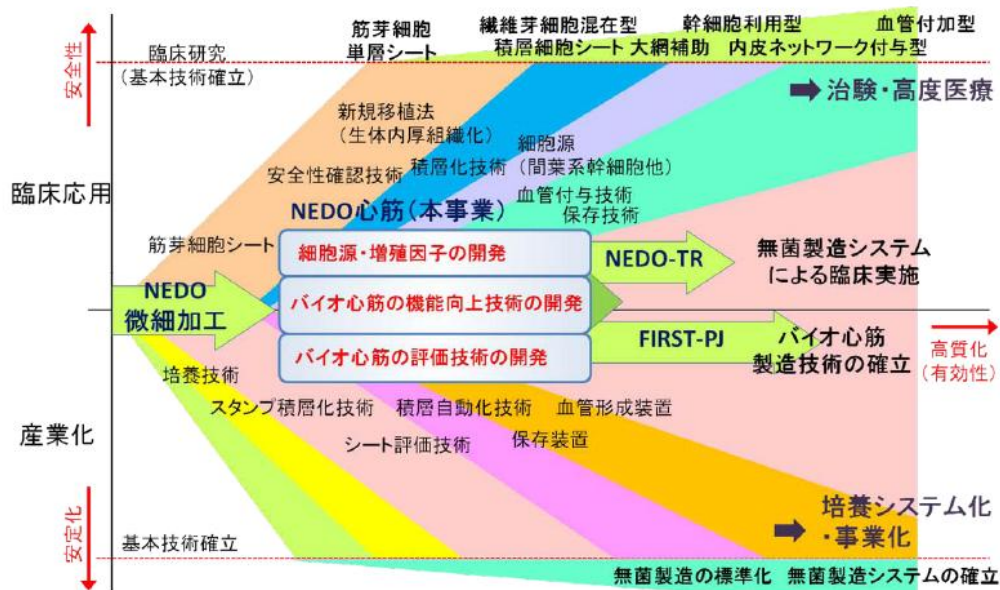 筋芽細胞
単層シート
繊維芽細胞混在型
積層細胞シート 大網補助
幹細胞利用型
内皮ネットワーク付与型
血管付加型
安全性
臨床研究
(基本技術確立)
治験・高度医療
新規移植法
(生体内厚組織化)
安全性確認技術
積層化技術
細胞源
(間葉系幹細胞他)
血管付与技術
保存技術
臨床応用
筋芽細胞シート
NEDO心筋(本事業)
細胞源・増殖因子の開発
バイオ心筋の機能向上技術の開発
バイオ心筋の評価技術の開発
NEDO
微細加工
NEDO-TR
無菌製造システム
による臨床実施
FIRST-PJ
バイオ心筋
製造技術の確立
高質化
(有効性)
培養技術
スタンプ積層化技術
積層自動化技術
血管形成装置
シート評価技術
保存装置
産業化
培養システム化
・事業化
安定化
基本技術確立
無菌製造の標準化
無菌製造システムの確立